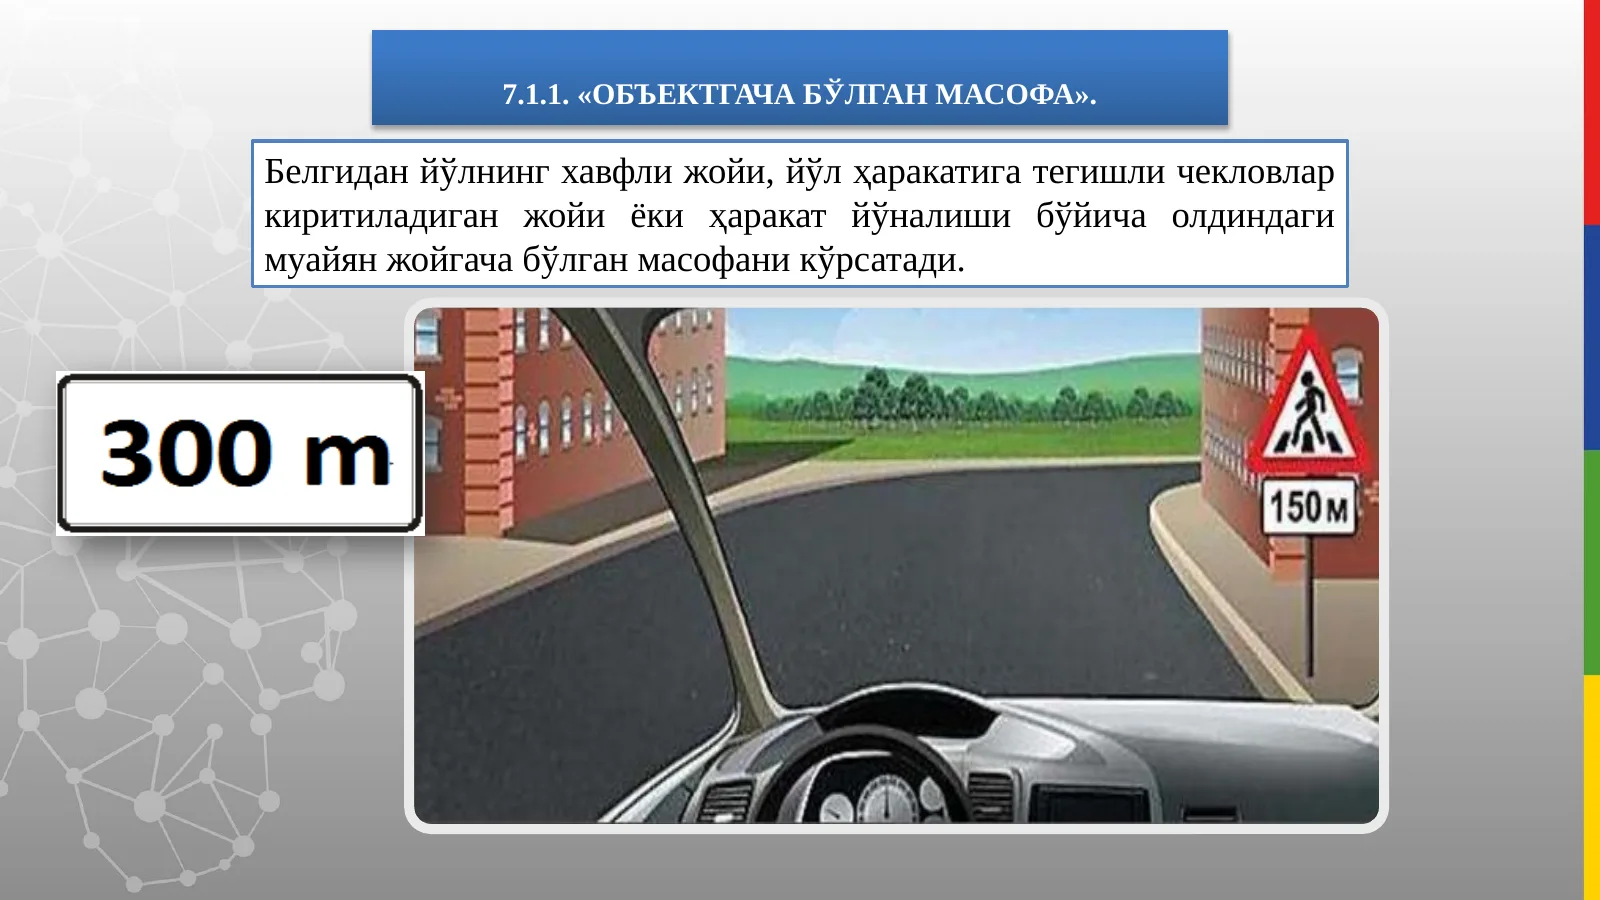 7.1.1. «ОБЪЕКТГАЧА БЎЛГАН МАСОФА».
Белгидан йўлнинг хавфли жойи, йўл ҳаракатига тегишли чекловлар
киритиладиган жойи ёки ҳаракат йўналиши бўйича олдиндаги
муайян жойгача бўлган масофани кўрсатади.
300 m
150 м